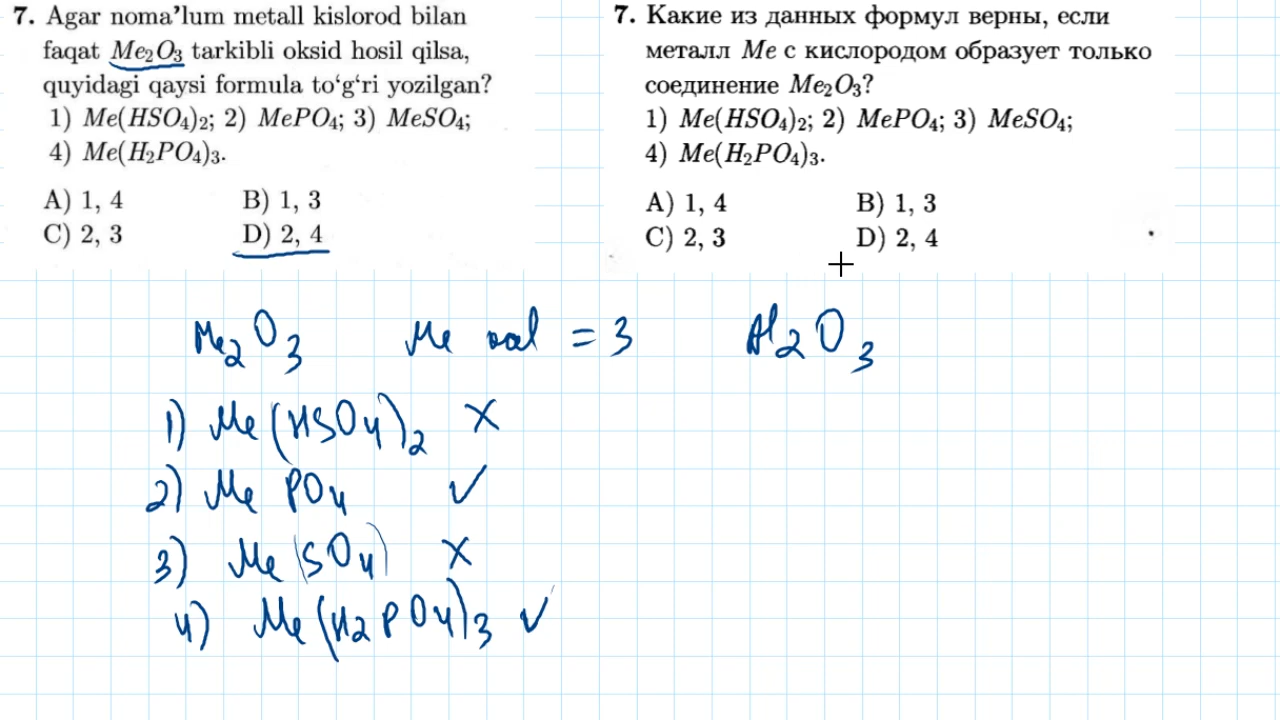 7. Agar noma’lum metall kislorod bilan
faqat Me₂O₃ tarkibli oksid hosil qilsa,
quyidagi qaysi formula to‘g‘ri yozilgan?
1) Me(HSO₄)₂; 2) MePO₄; 3) MeSO₄;
4) Me(H₂PO₄)₃.
A) 1, 4 B) 1, 3
C) 2, 3 D) 2, 4
7. Какие из данных формул верны, если
металл Me с кислородом образует только
соединение Me₂O₃?
1) Me(HSO₄)₂; 2) MePO₄; 3) MeSO₄;
4) Me(H₂PO₄)₃.
A) 1, 4 B) 1, 3
C) 2, 3 D) 2, 4
Me₂O₃ Me val = 3 Al₂O₃
1) Me(HSO₄)₂ ✗
2) Me PO₄ ✓
3) Me (SO₄) ✗
4) Me(H₂PO₄)₃ ✓